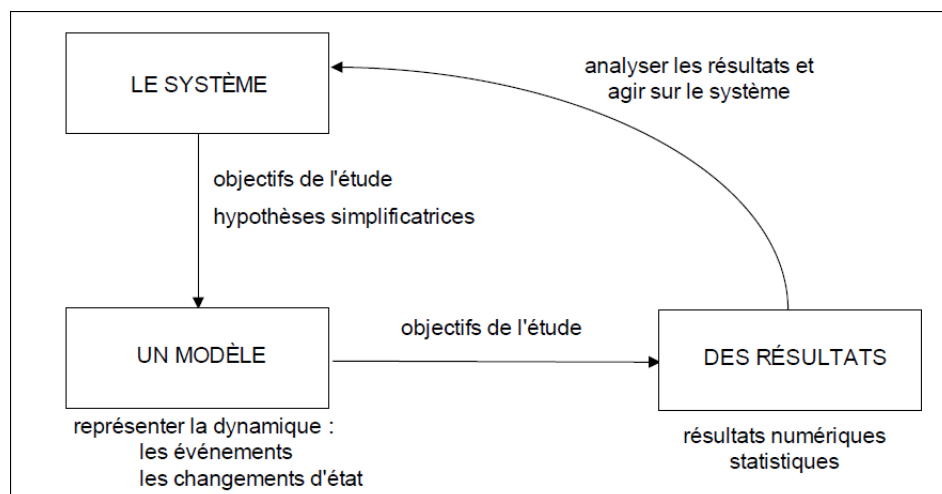 LE SYSTÈME
analyser les résultats et
agir sur le système
objectifs de l'étude
hypothèses simplificatrices
UN MODÈLE
objectifs de l'étude
DES RÉSULTATS
représenter la dynamique :
les événements
les changements d'état
résultats numériques
statistiques